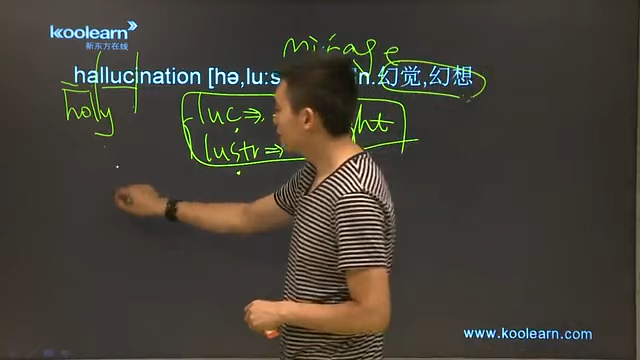 koolearn
新东方在线
mirage
hallucination [hə,lu:s n.幻觉,幻想
holly
luc⇒ ght
lustr⇒
www.koolearn.com